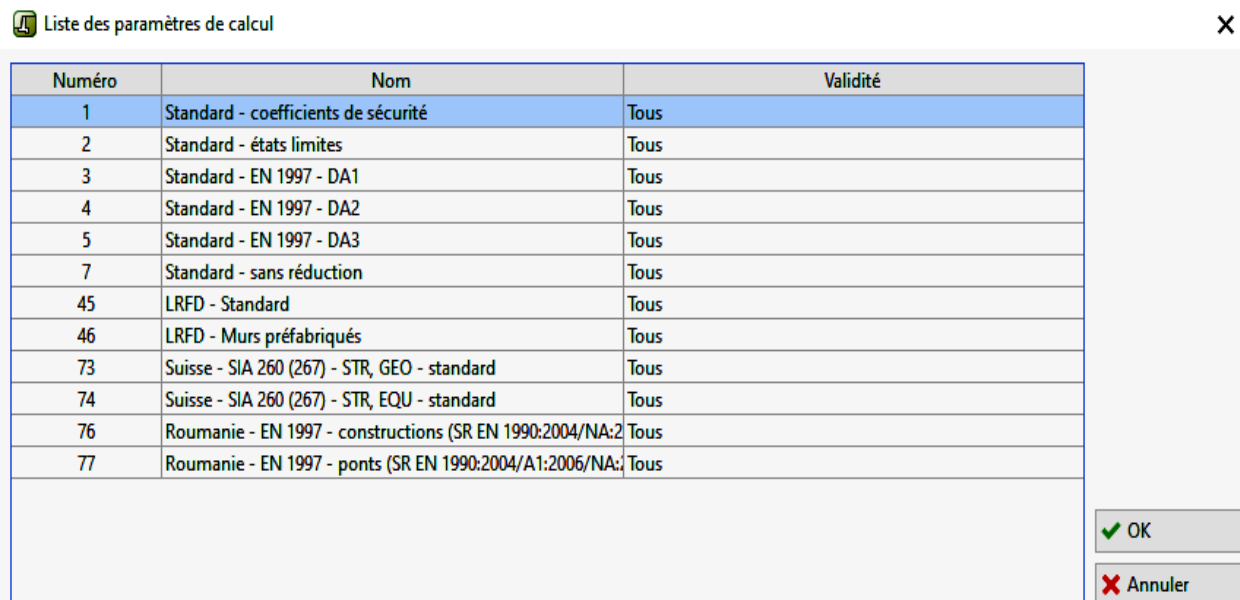 Liste des paramètres de calcul
Numéro Nom Validité
1 Standard - coefficients de sécurité Tous
2 Standard - états limites Tous
3 Standard - EN 1997 - DA1 Tous
4 Standard - EN 1997 - DA2 Tous
5 Standard - EN 1997 - DA3 Tous
7 Standard - sans réduction Tous
45 LRFD - Standard Tous
46 LRFD - Murs préfabriqués Tous
73 Suisse - SIA 260 (267) - STR, GEO - standard Tous
74 Suisse - SIA 260 (267) - STR, EQU - standard Tous
76 Roumanie - EN 1997 - constructions (SR EN 1990:2004/NA:2 Tous
77 Roumanie - EN 1997 - ponts (SR EN 1990:2004/A1:2006/NA: Tous
OK
Annuler